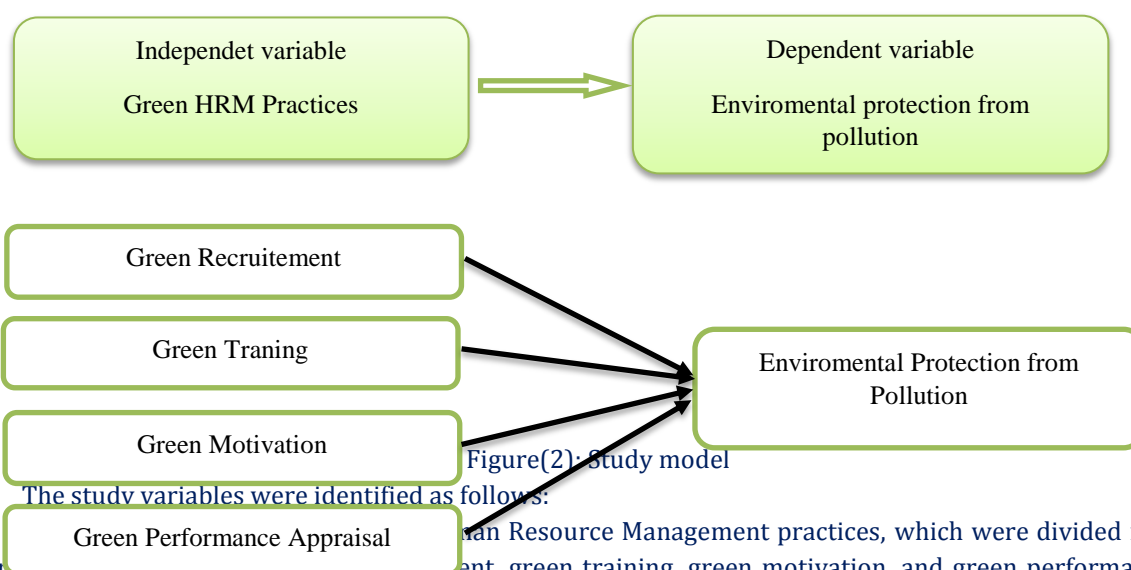 Independet variable
Green HRM Practices
Dependent variable
Enviromental protection from
pollution
Green Recruitement
Green Traning
Green Motivation
Green Performance Appraisal
Enviromental Protection from
Pollution
Figure(2): Study model
The study variables were identified as follows:
Resource Management practices, which were divided
green training, green motivation, and green